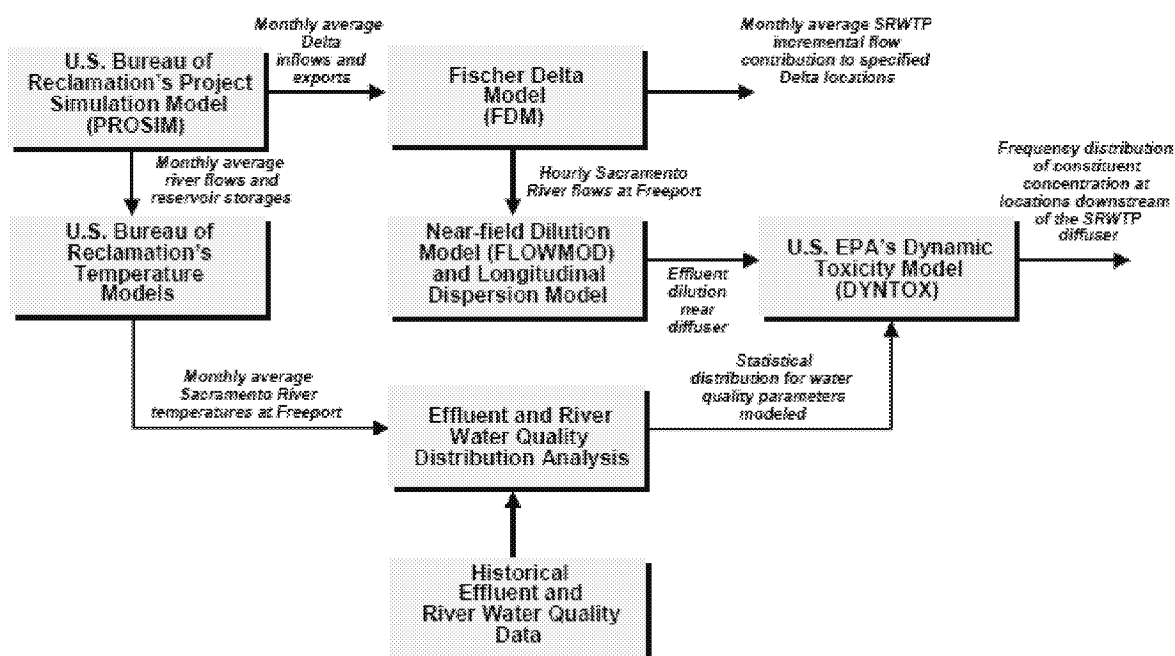 U.S. Bureau of
Reclamation's Project
Simulation Model
(PROSIM)
Monthly average
Delta
inflows and
exports
Fischer Delta
Model
(FDM)
Monthly average SRWTP
incremental flow
contribution to specified
Delta locations
Monthly average
river flows and
reservoir storages
Hourly Sacramento
River flows at Freeport
Frequency distribution
of constituent
concentration at
locations downstream
of the SRWTP
diffuser
U.S. Bureau of
Reclamation's
Temperature
Models
Near-field Dilution
Model (FLOWMOD)
and Longitudinal
Dispersion Model
Effluent
dilution
near
diffuser
U.S. EPA's Dynamic
Toxicity Model
(DYNTOX)
Monthly average
Sacramento River
temperatures at Freeport
Effluent and River
Water Quality
Distribution Analysis
Statistical
distribution for water
quality parameters
modeled
Historical
Effluent and
River Water Quality
Data